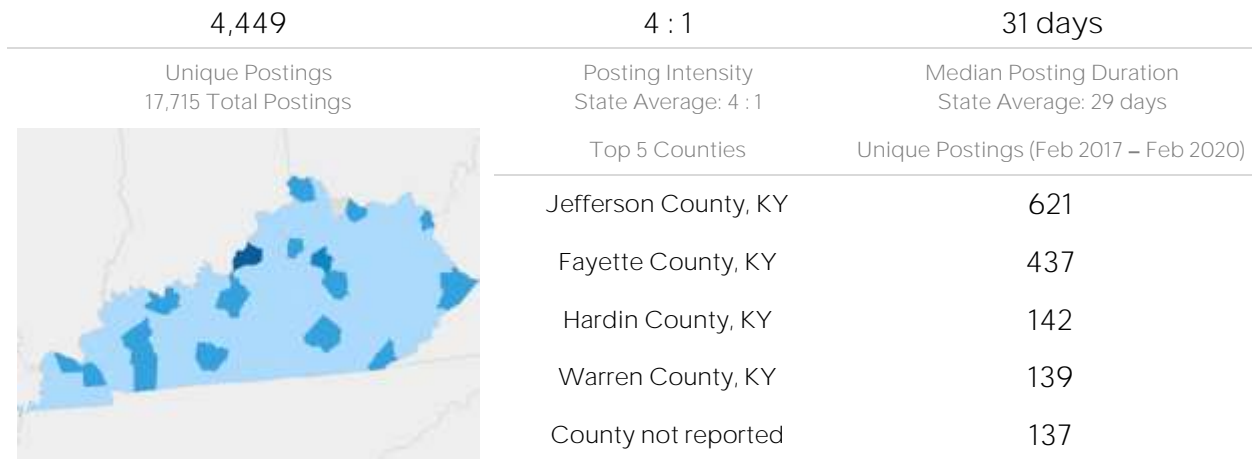 4,449
4 : 1
31 days
Unique Postings
17,715 Total Postings
Posting Intensity
State Average: 4 : 1
Median Posting Duration
State Average: 29 days
Top 5 Counties
Unique Postings (Feb 2017 – Feb 2020)
Jefferson County, KY
621
Fayette County, KY
437
Hardin County, KY
142
Warren County, KY
139
County not reported
137